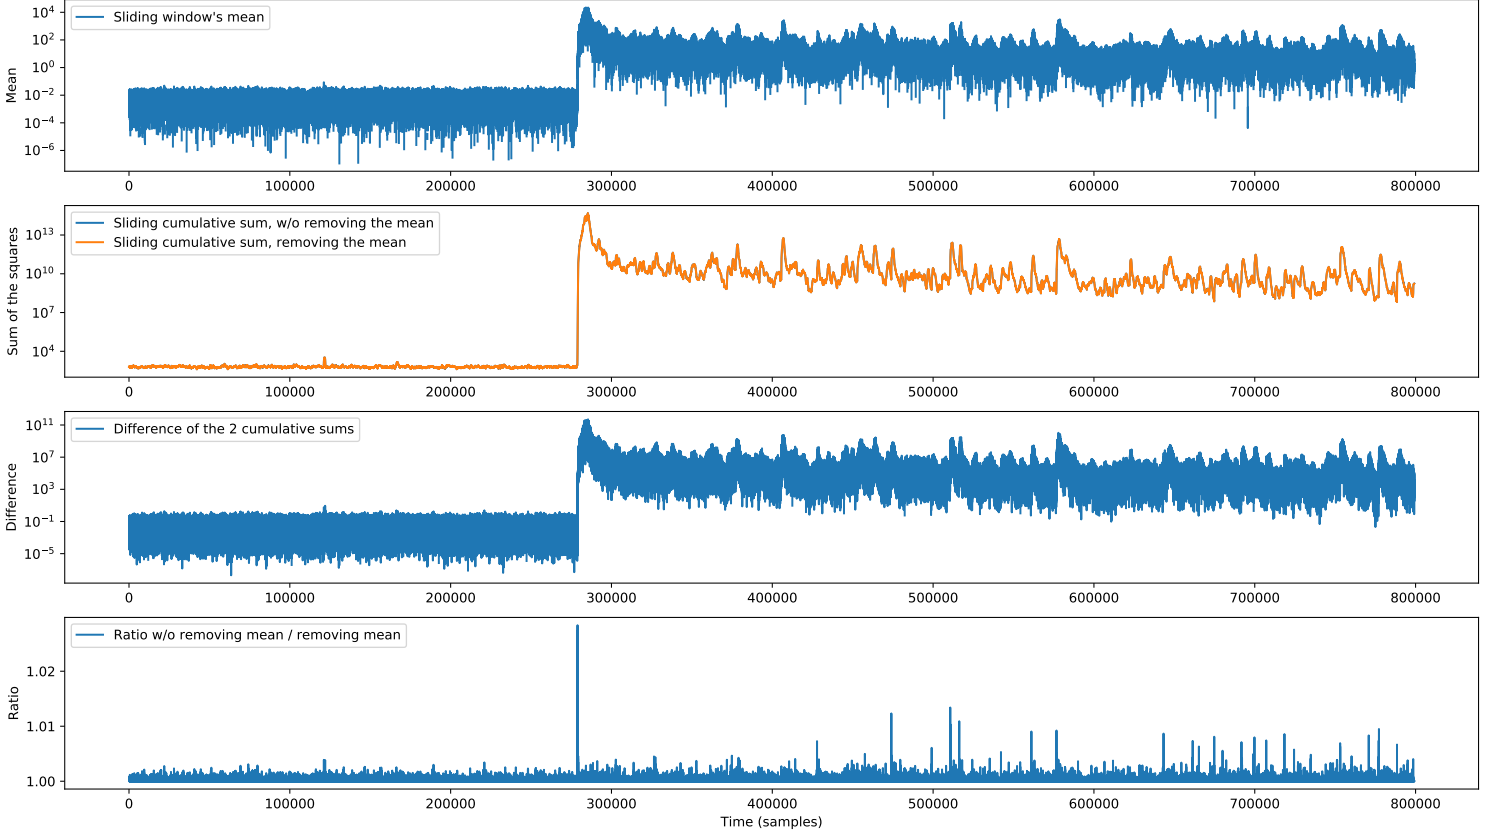 Mean
10^4
10^2
10^0
10^−2
10^−4
10^−6
Sliding window's mean
0 100000 200000 300000 400000 500000 600000 700000 800000
Sum of the squares
10^13
10^10
10^7
10^4
Sliding cumulative sum, w/o removing the mean
Sliding cumulative sum, removing the mean
0 100000 200000 300000 400000 500000 600000 700000 800000
Difference
10^11
10^7
10^3
10^−1
10^−5
Difference of the 2 cumulative sums
0 100000 200000 300000 400000 500000 600000 700000 800000
Ratio
1.02
1.01
1.00
Ratio w/o removing mean / removing mean
0 100000 200000 300000 400000 500000 600000 700000 800000
Time (samples)